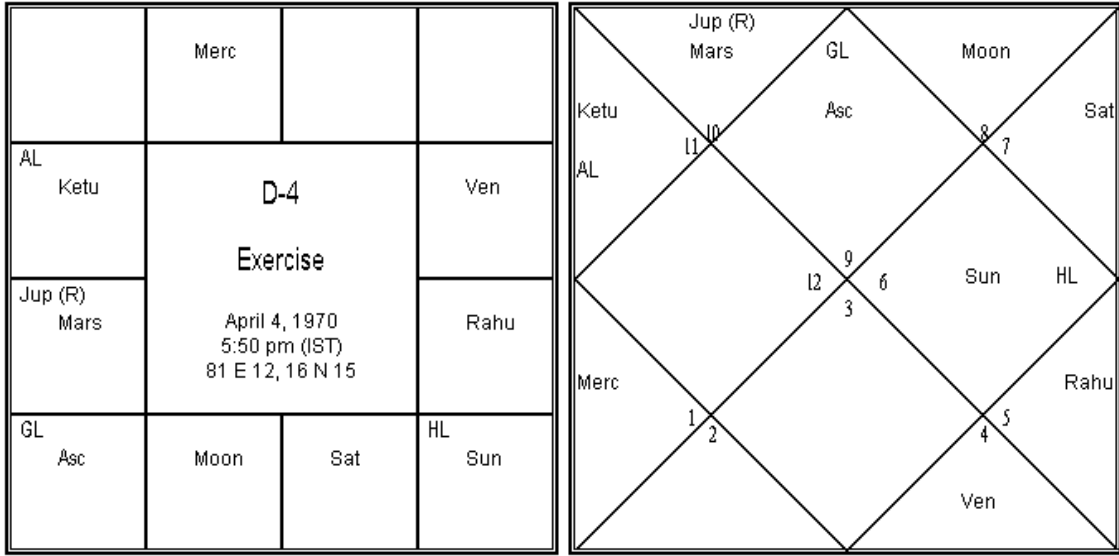 Merc
AL
Ketu
Ven
D-4
Exercise
April 4, 1970
5:50 pm (IST)
81 E 12, 16 N 15
Jup (R)
Mars
Rahu
GL
Asc
Moon
Sat
HL
Sun
Jup (R)
Mars
GL
Moon
Ketu
Asc
Sat
10
8
11
7
AL
9
12
6
Sun
HL
3
Merc
Rahu
1
5
2
4
Ven